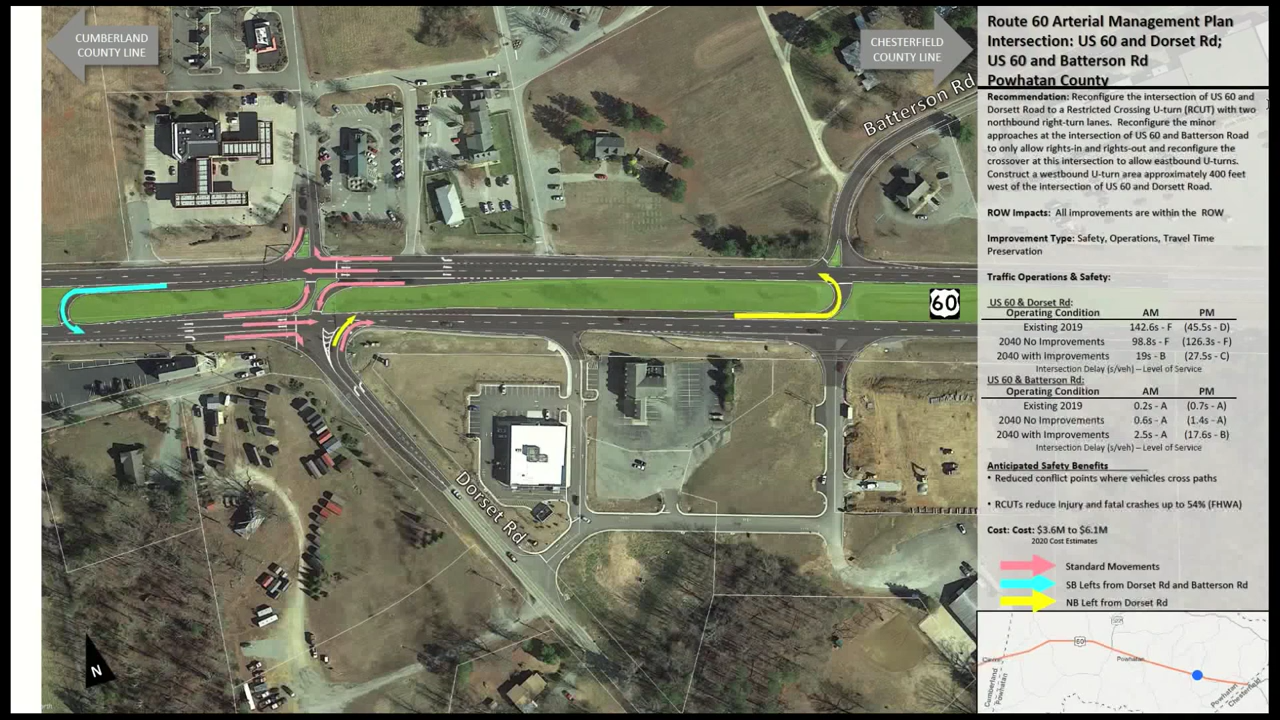 CUMBERLAND
COUNTY LINE
CHESTERFIELD
COUNTY LINE
Batterson Rd
60
Dorset Rd
N
Route 60 Arterial Management Plan
Intersection: US 60 and Dorset Rd;
US 60 and Batterson Rd
Powhatan County
Recommendation: Reconfigure the intersection of US 60 and
Dorsett Road to a Restricted Crossing U-turn (RCUT) with two
northbound right-turn lanes. Reconfigure the minor
approaches at the intersection of US 60 and Batterson Road
to only allow rights-in and rights-out and reconfigure the
crossover at this intersection to allow eastbound U-turns.
Construct a westbound U-turn area approximately 400 feet
west of the intersection of US 60 and Dorsett Road.
ROW Impacts: All improvements are within the ROW
Improvement Type: Safety, Operations, Travel Time
Preservation
Traffic Operations & Safety:
US 60 & Dorset Rd:
Operating Condition AM PM
Existing 2019 142.6s - F (45.5s - D)
2040 No Improvements 98.8s - F (126.3s - F)
2040 with Improvements 19s - B (27.5s - C)
Intersection Delay (s/veh) – Level of Service
US 60 & Batterson Rd:
Operating Condition AM PM
Existing 2019 0.2s - A (0.7s - A)
2040 No Improvements 0.6s - A (1.4s - A)
2040 with Improvements 2.5s - A (17.6s - B)
Intersection Delay (s/veh) – Level of Service
Anticipated Safety Benefits
• Reduced conflict points where vehicles cross paths
• RCUTs reduce Injury and fatal crashes up to 54% (FHWA)
Cost: Cost: $3.6M to $6.1M
2020 Cost Estimates
Standard Movements
SB Lefts from Dorset Rd and Batterson Rd
NB Left from Dorset Rd
60
Powhatan
Cumberland
Powhatan
Powhatan
Chesterfield